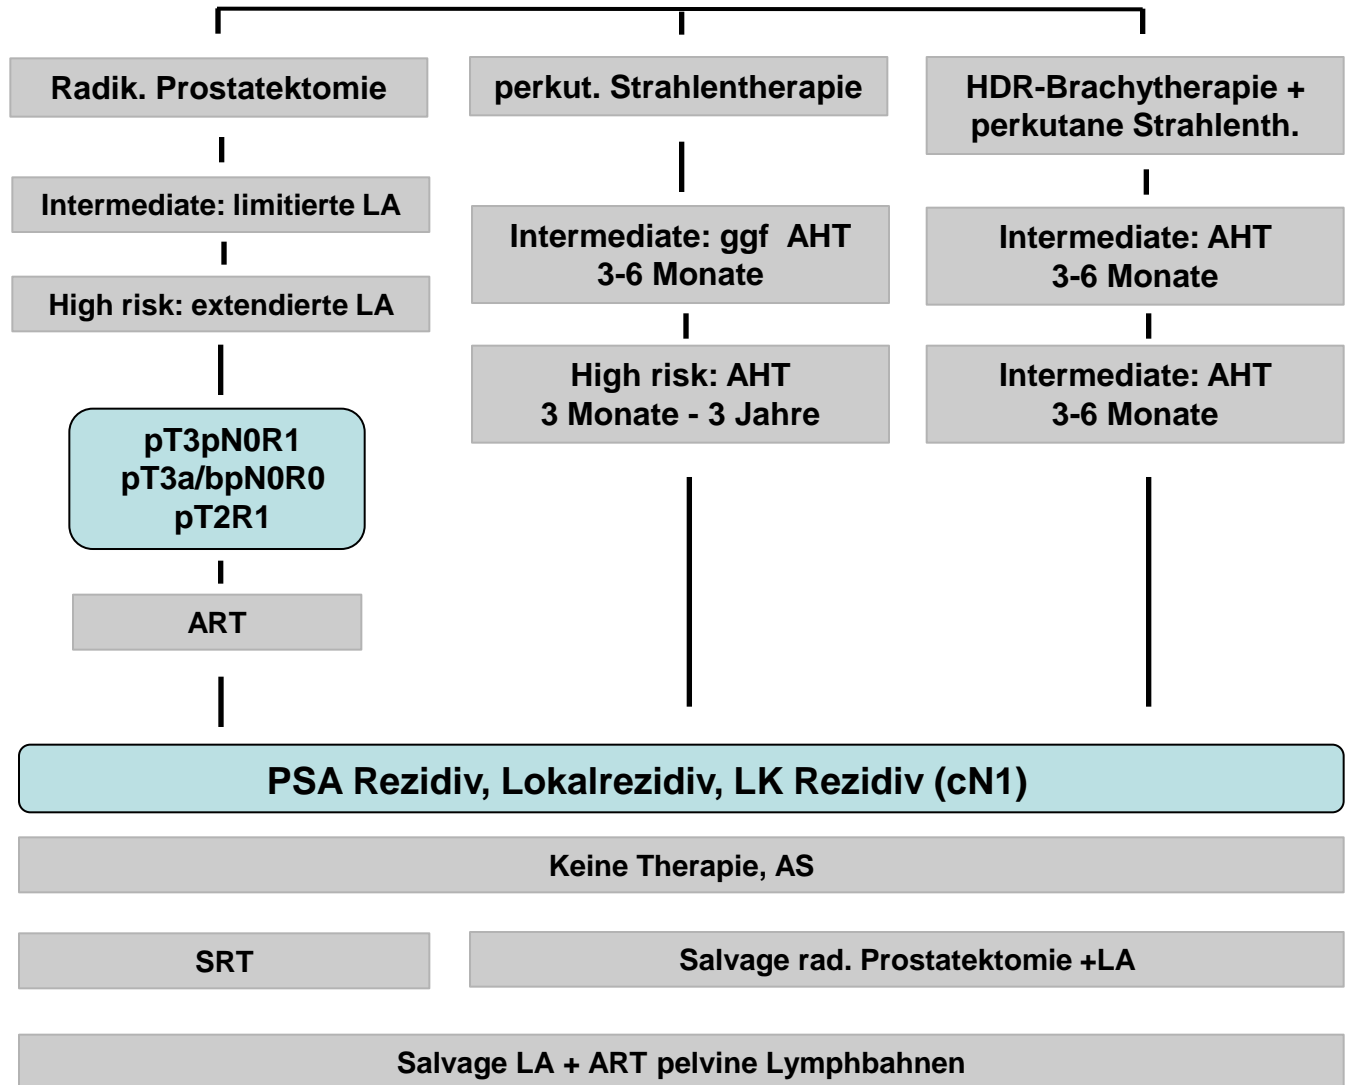 Radik. Prostatektomie
Intermediate: limitierte LA
High risk: extendierte LA
pT3pN0R1
pT3a/bpN0R0
pT2R1
ART
perkut. Strahlentherapie
Intermediate: ggf AHT
3-6 Monate
High risk: AHT
3 Monate - 3 Jahre
HDR-Brachytherapie +
perkutane Strahlenth.
Intermediate: AHT
3-6 Monate
Intermediate: AHT
3-6 Monate
PSA Rezidiv, Lokalrezidiv, LK Rezidiv (cN1)
Keine Therapie, AS
SRT
Salvage rad. Prostatektomie +LA
Salvage LA + ART pelvine Lymphbahnen